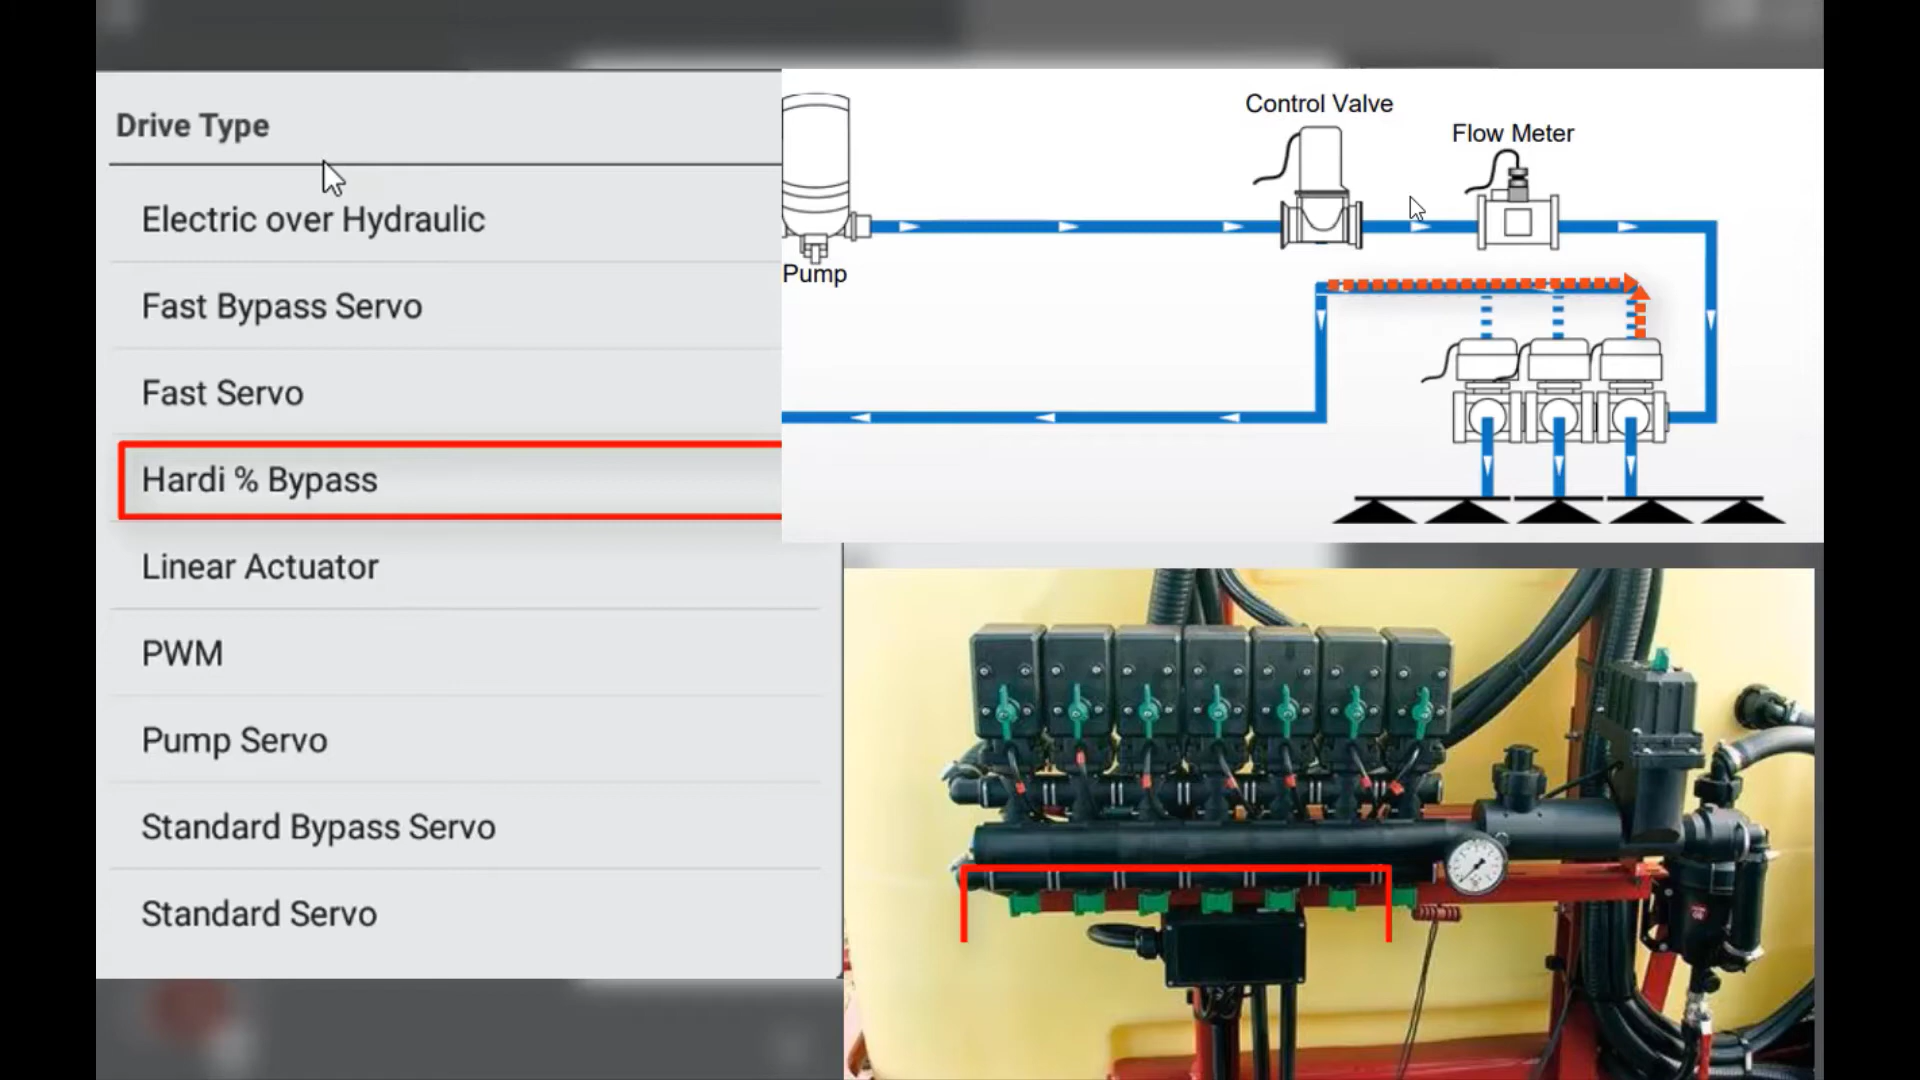 Drive Type
Electric over Hydraulic
Fast Bypass Servo
Fast Servo
Hardi % Bypass
Linear Actuator
PWM
Pump Servo
Standard Bypass Servo
Standard Servo
Control Valve
Flow Meter
Pump